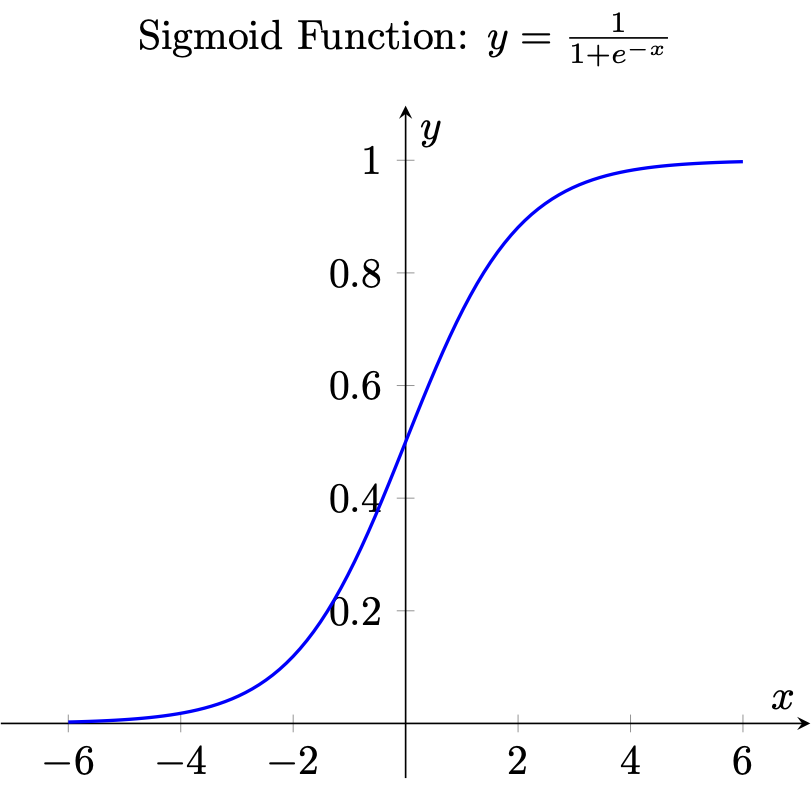 Sigmoid Function: y = \frac{1}{1+e^{-x}}
y
1
0.8
0.6
0.4
0.2
x
−6 −4 −2 2 4 6